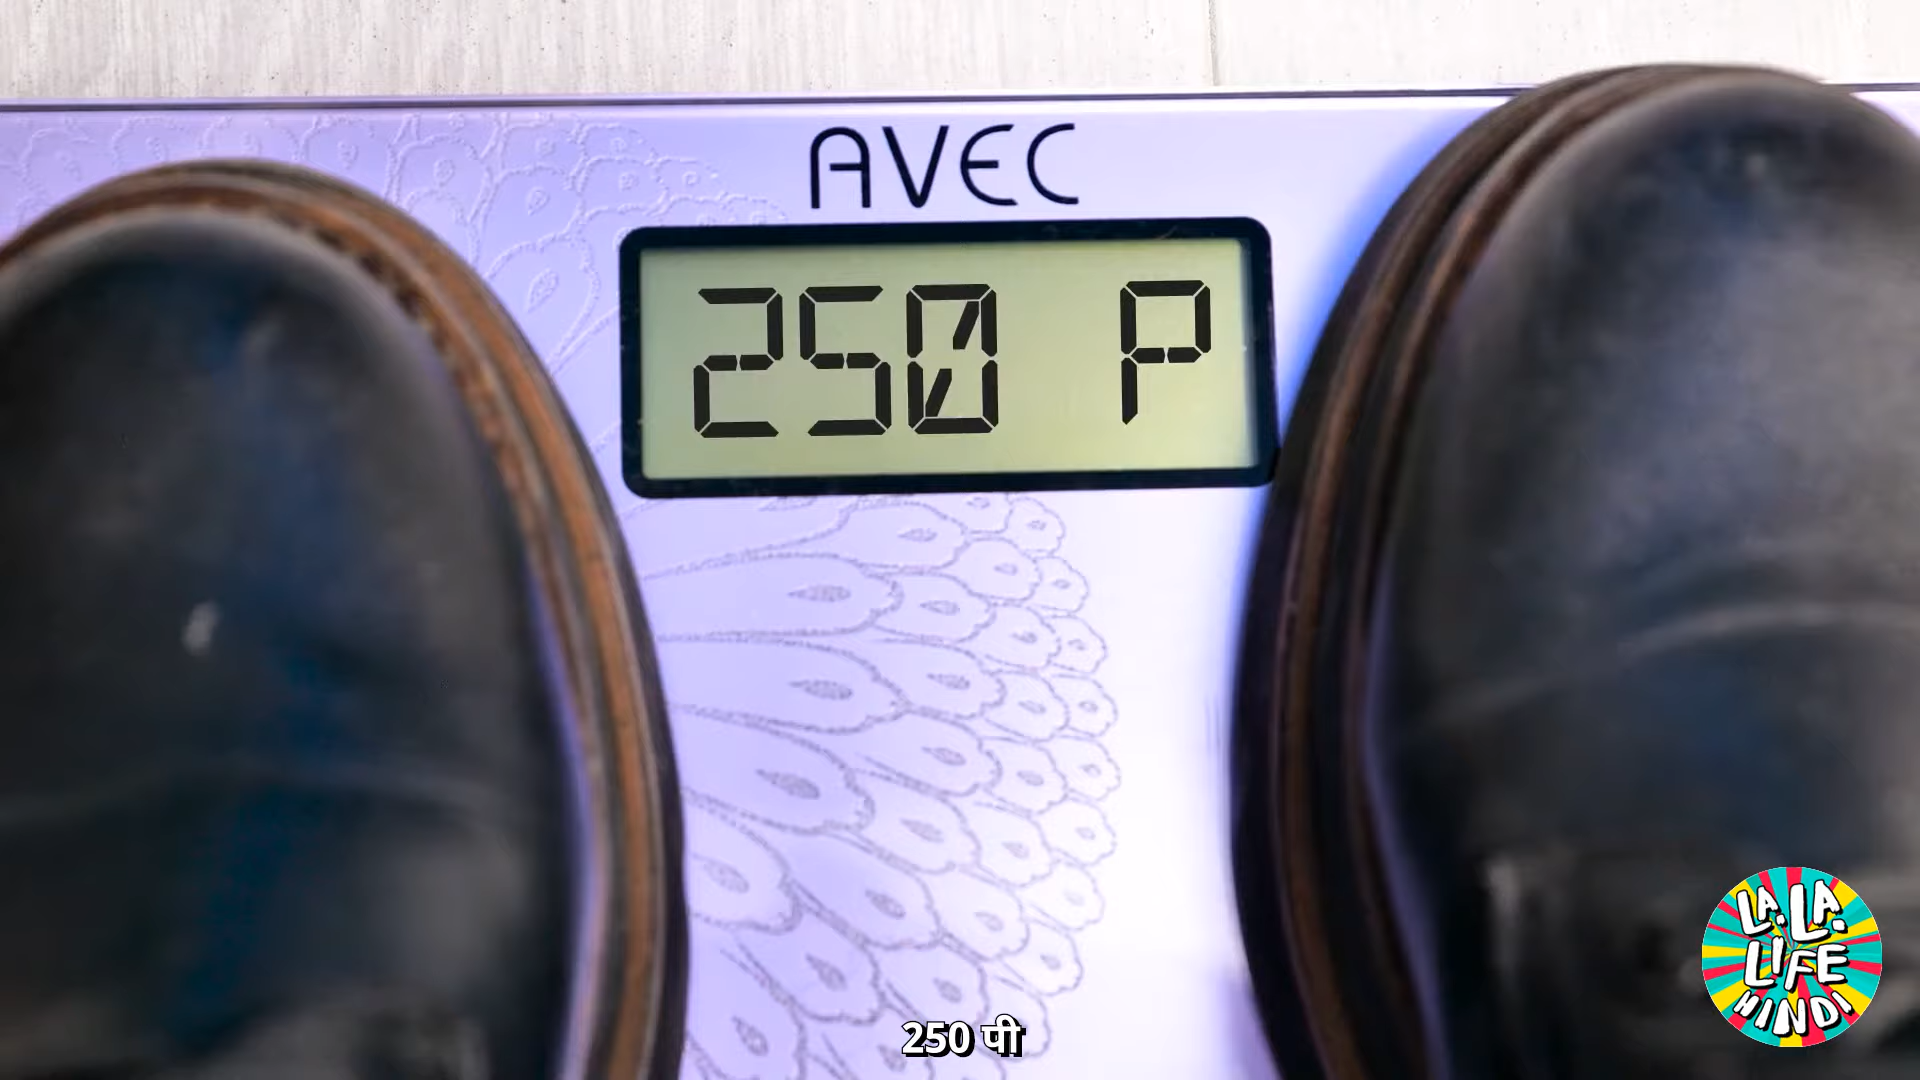 AVEC
250 P
250 पी
LA.LA.
LIFE
HINDI